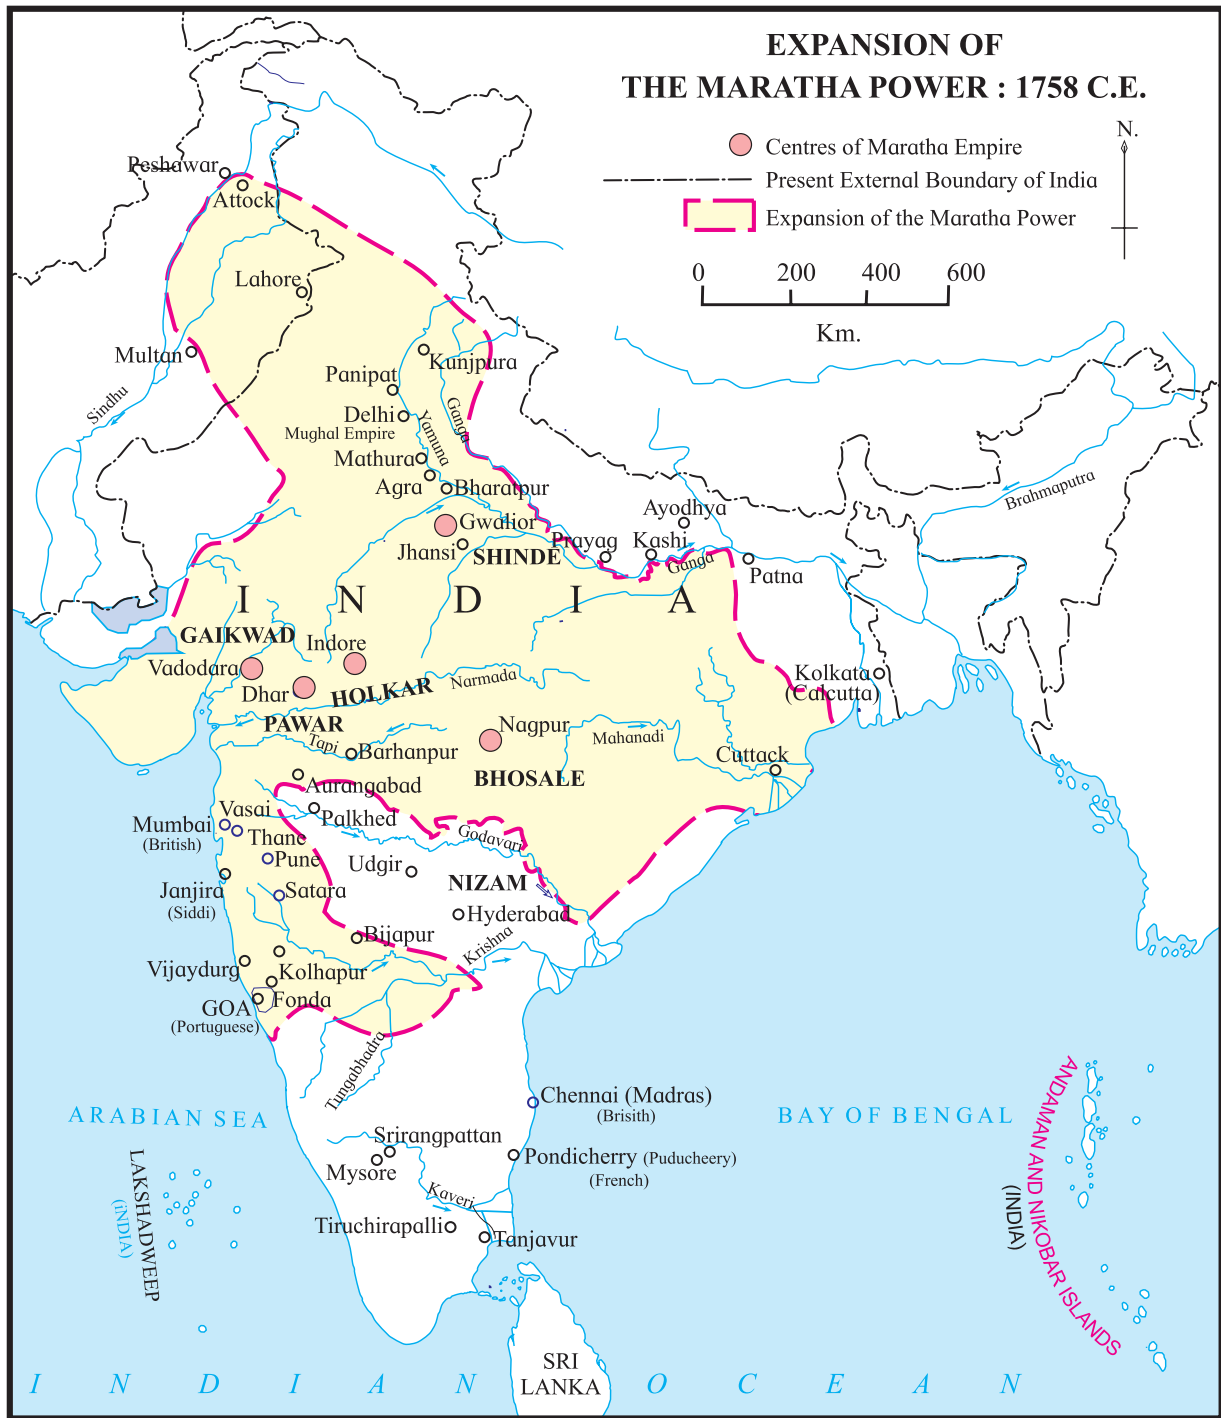 EXPANSION OF
THE MARATHA POWER : 1758 C.E.
N.
Centres of Maratha Empire
Present External Boundary of India
Expansion of the Maratha Power
0 200 400 600
Km.
Peshawar
Attock
Lahore
Multan
Sindhu
Kunjpura
Panipat
Delhi
Mughal Empire
Yamuna
Ganga
Mathura
Agra
Bharatpur
Brahmaputra
Ayodhya
Gwalior
Prayag
Kashi
Jhansi
SHINDE
Ganga
Patna
I N D I A
GAIKWAD
Indore
Vadodara
Dhar
HOLKAR
Narmada
Kolkata
(Calcutta)
PAWAR
Nagpur
Tapi
Barhanpur
Mahanadi
Cuttack
BHOSALE
Aurangabad
Vasai
Palkhed
Mumbai
(British)
Thane
Godavari
Pune
Udgir
Janjira
(Siddi)
Satara
NIZAM
Hyderabad
Bijapur
Krishna
Vijaydurg
Kolhapur
Fonda
GOA
(Portuguese)
Tungabhadra
Chennai (Madras)
(Brisith)
ARABIAN SEA
BAY OF BENGAL
ANDAMAN AND NIKOBAR ISLANDS
(INDIA)
Srirangpattan
Mysore
Pondicherry (Puducheery)
(French)
LAKSHADWEEP
(iNDIA)
Kaveri
Tiruchirapalli
Tanjavur
SRI
LANKA
I N D I A N O C E A N